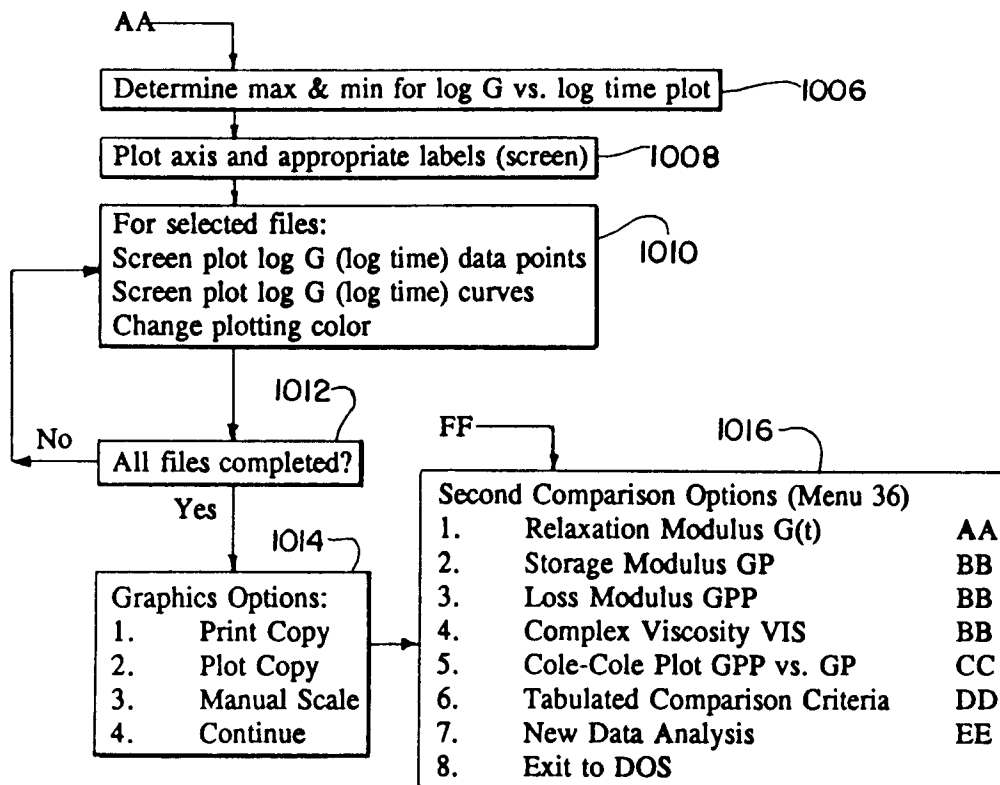 AA
Determine max & min for log G vs. log time plot
1006
Plot axis and appropriate labels (screen)
1008
For selected files:
Screen plot log G (log time) data points
Screen plot log G (log time) curves
Change plotting color
1010
1012
No
All files completed?
Yes
1014
Graphics Options:
1. Print Copy
2. Plot Copy
3. Manual Scale
4. Continue
FF
1016
Second Comparison Options (Menu 36)
1. Relaxation Modulus G(t) AA
2. Storage Modulus GP BB
3. Loss Modulus GPP BB
4. Complex Viscosity VIS BB
5. Cole-Cole Plot GPP vs. GP CC
6. Tabulated Comparison Criteria DD
7. New Data Analysis EE
8. Exit to DOS